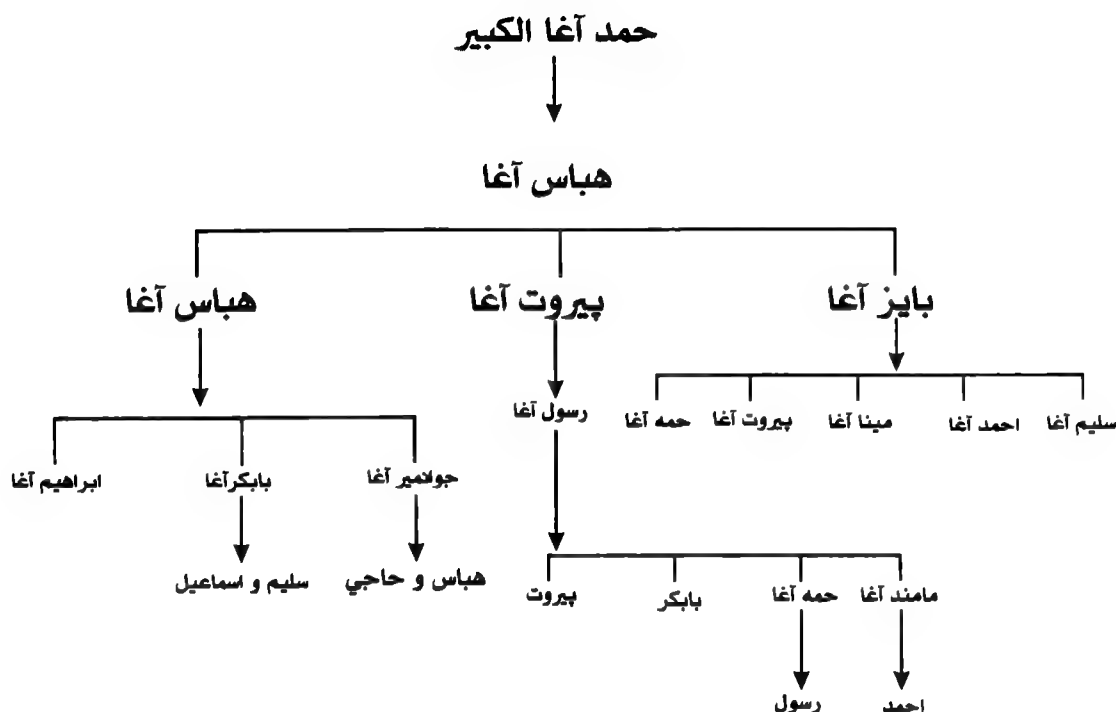 حمد آغا الكبير
هباس آغا
بايز آغا پيروت آغا هباس آغا
سليم آغا احمد آغا مينا آغا پيروت آغا حمه آغا رسول آغا
جولامير آغا بابكرآغا ابراهيم آغا
هباس و حاجي سليم و اسماعيل
مامند آغا حمه آغا بابكر پيروت
احمد رسول